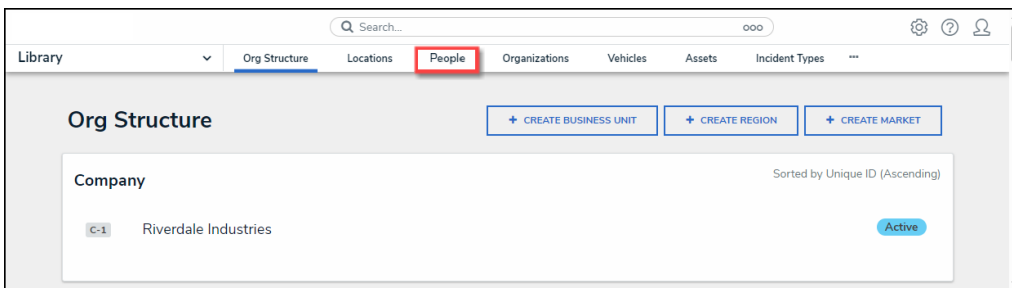 Search...
Library Org Structure Locations People Organizations Vehicles Assets Incident Types
Org Structure + CREATE BUSINESS UNIT + CREATE REGION + CREATE MARKET
Company Sorted by Unique ID (Ascending)
C-1 Riverdale Industries Active